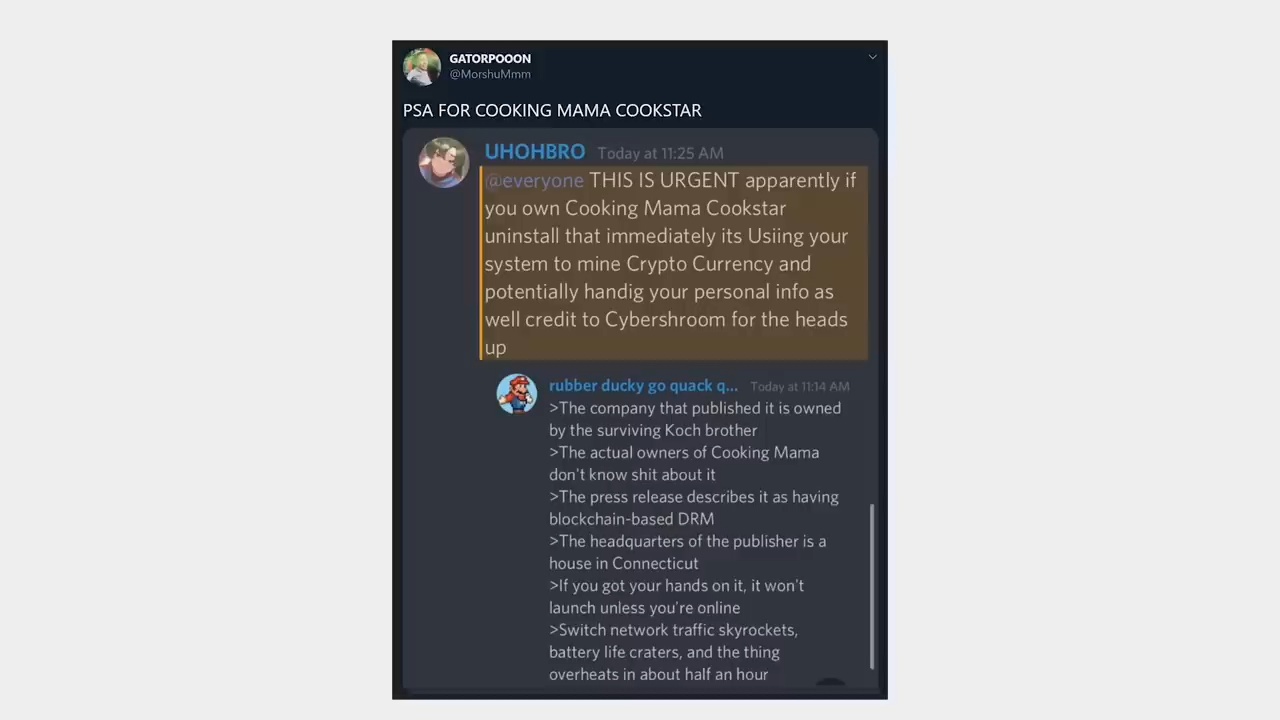 GATORPOOON
@MorshuMmm
PSA FOR COOKING MAMA COOKSTAR
UHOHBRO Today at 11:25 AM
@everyone THIS IS URGENT apparently if
you own Cooking Mama Cookstar
uninstall that immediately its Usiing your
system to mine Crypto Currency and
potentially handig your personal info as
well credit to Cybershroom for the heads
up
rubber ducky go quack q... Today at 11:14 AM
>The company that published it is owned
by the surviving Koch brother
>The actual owners of Cooking Mama
don't know shit about it
>The press release describes it as having
blockchain-based DRM
>The headquarters of the publisher is a
house in Connecticut
>If you got your hands on it, it won't
launch unless you're online
>Switch network traffic skyrockets,
battery life craters, and the thing
overheats in about half an hour